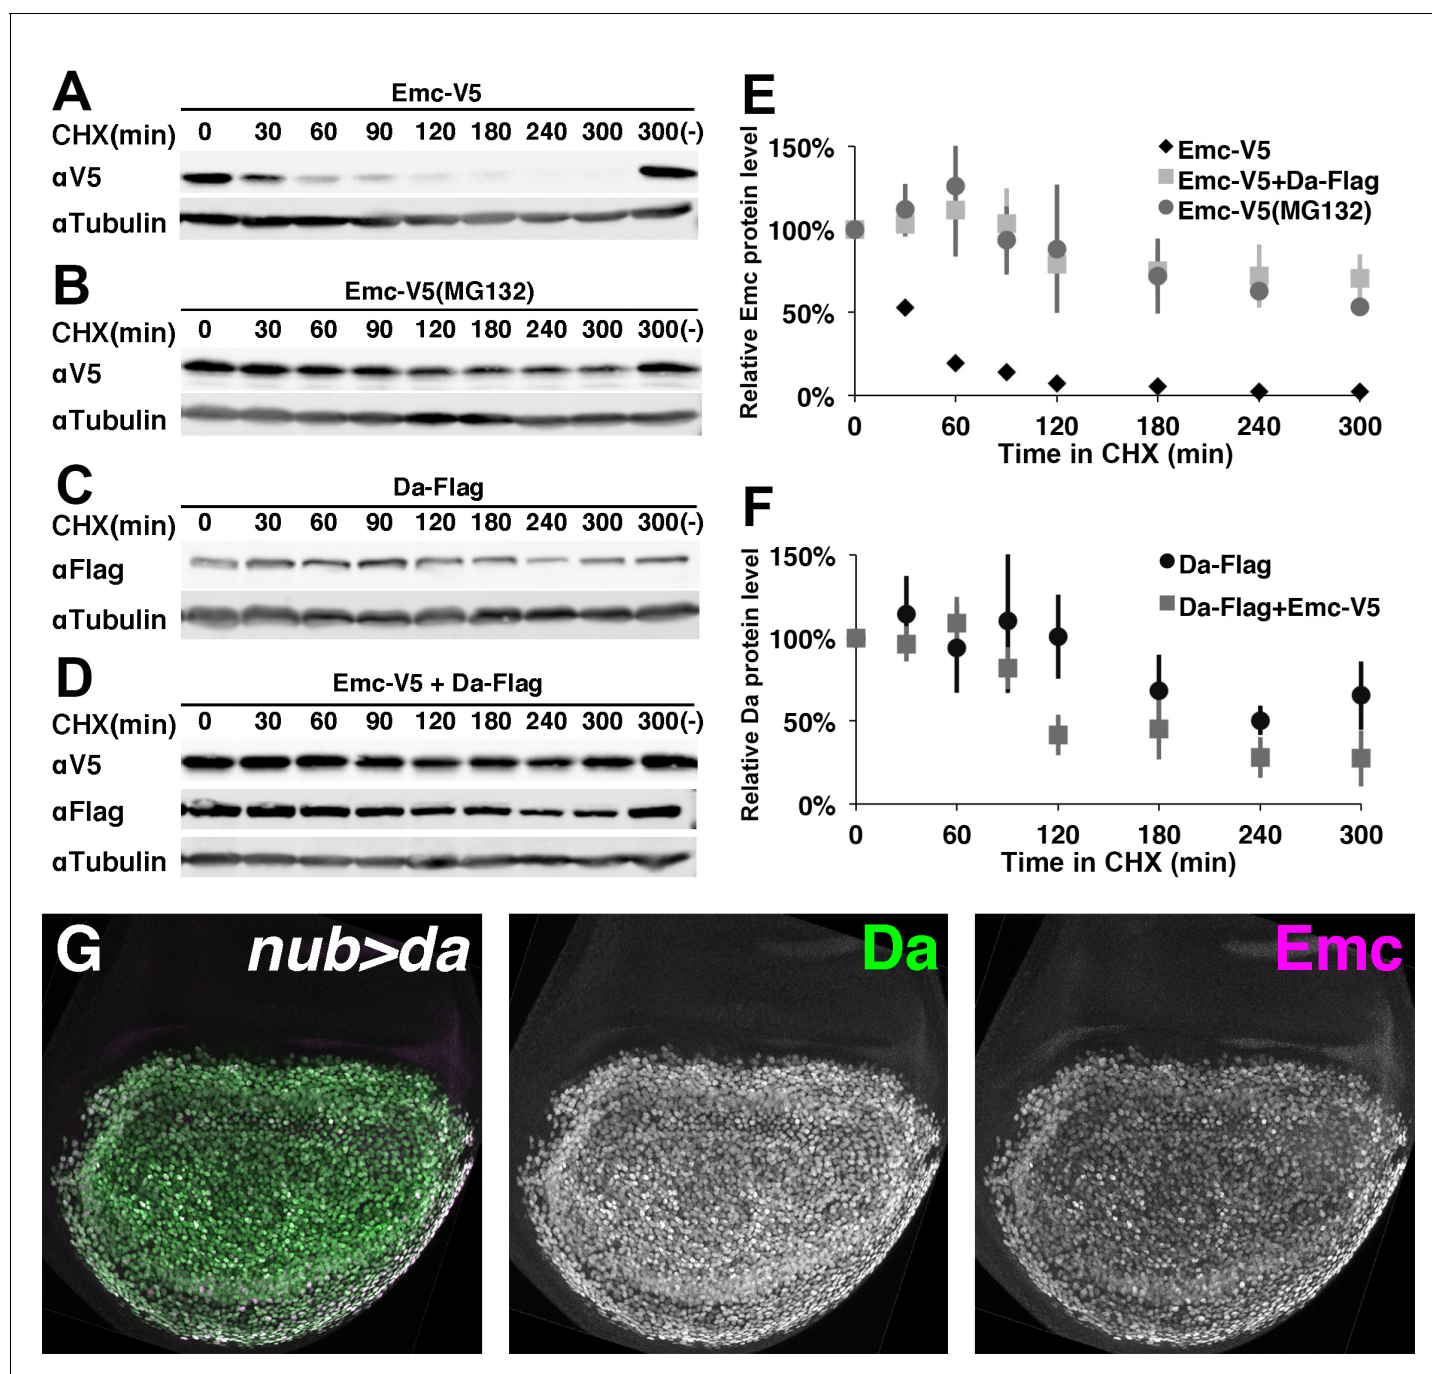 A
Emc-V5
CHX(min) 0 30 60 90 120 180 240 300 300(-)
αV5
αTubulin
B
Emc-V5(MG132)
CHX(min) 0 30 60 90 120 180 240 300 300(-)
αV5
αTubulin
C
Da-Flag
CHX(min) 0 30 60 90 120 180 240 300 300(-)
αFlag
αTubulin
D
Emc-V5 + Da-Flag
CHX(min) 0 30 60 90 120 180 240 300 300(-)
αV5
αFlag
αTubulin
E
Relative Emc protein level
150%
100%
50%
0%
Emc-V5
Emc-V5+Da-Flag
Emc-V5(MG132)
0 60 120 180 240 300
Time in CHX (min)
F
Relative Da protein level
150%
100%
50%
0%
Da-Flag
Da-Flag+Emc-V5
0 60 120 180 240 300
Time in CHX (min)
G nub>da
Da
Emc